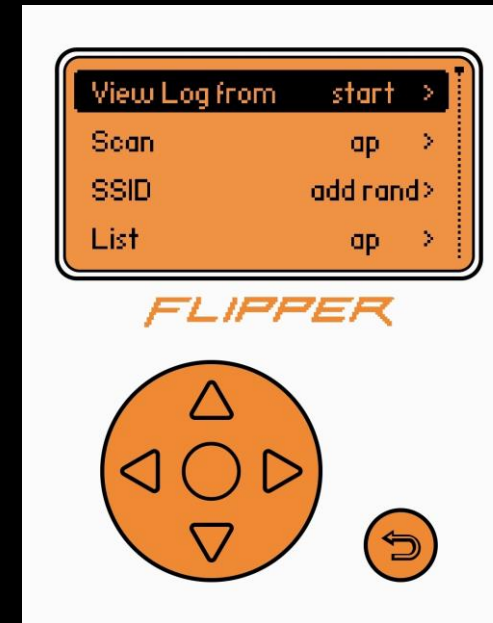 View Log from start >
Scan ap >
SSID add rand>
List ap >
FLIPPER